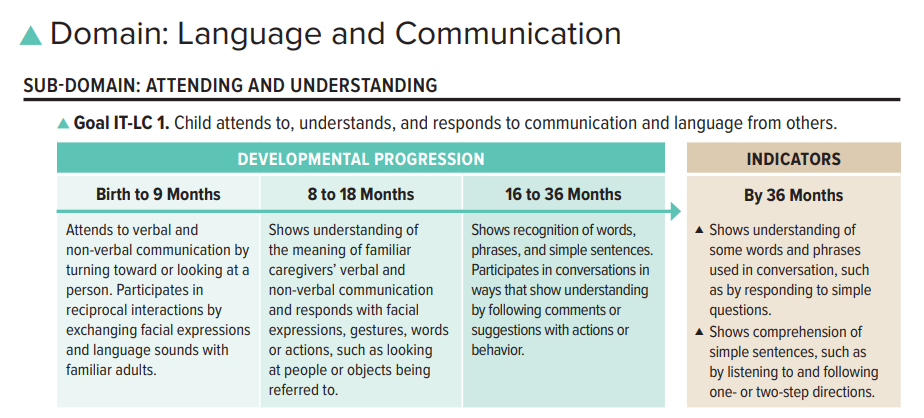 Domain: Language and Communication
SUB-DOMAIN: ATTENDING AND UNDERSTANDING
Goal IT-LC 1. Child attends to, understands, and responds to communication and language from others.
DEVELOPMENTAL PROGRESSION
Birth to 9 Months
Attends to verbal and
non-verbal communication by
turning toward or looking at a
person. Participates in
reciprocal interactions by
exchanging facial expressions
and language sounds with
familiar adults.
8 to 18 Months
Shows understanding of
the meaning of familiar
caregivers’ verbal and
non-verbal communication
and responds with facial
expressions, gestures, words
or actions, such as looking
at people or objects being
referred to.
16 to 36 Months
Shows recognition of words,
phrases, and simple sentences.
Participates in conversations in
ways that show understanding
by following comments or
suggestions with actions or
behavior.
INDICATORS
By 36 Months
Shows understanding of
some words and phrases
used in conversation, such
as by responding to simple
questions.
Shows comprehension of
simple sentences, such as
by listening to and following
one- or two-step directions.